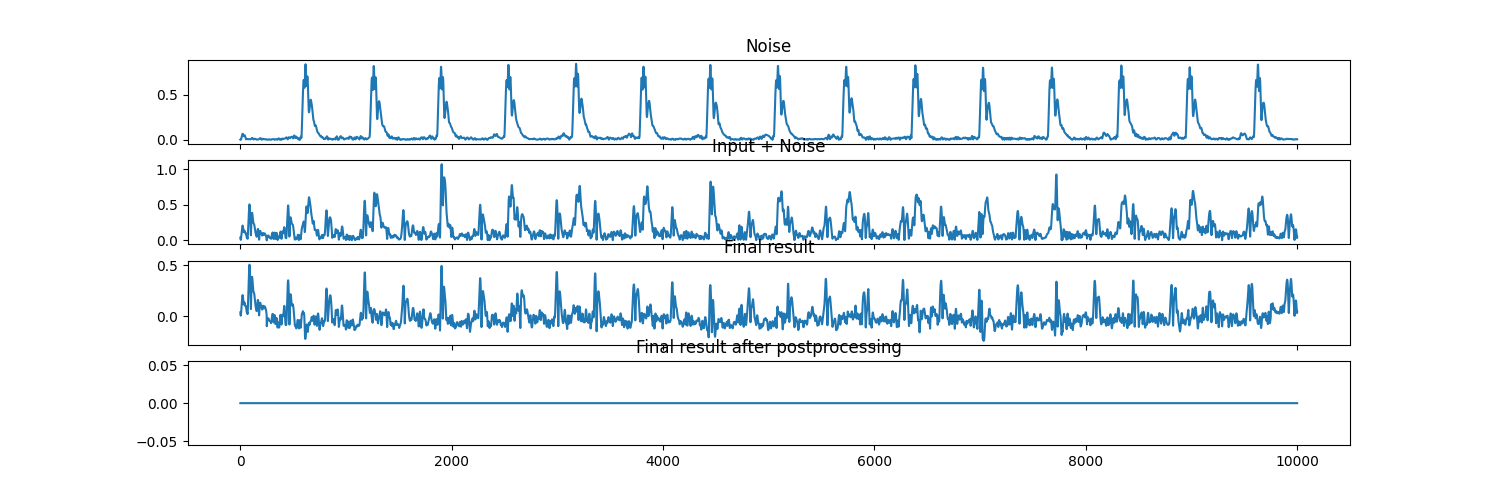 Noise
0.5
0.0
Input + Noise
1.0
0.5
0.0
Final result
0.5
0.0
Final result after postprocessing
0.05
0.00
−0.05
0 2000 4000 6000 8000 10000